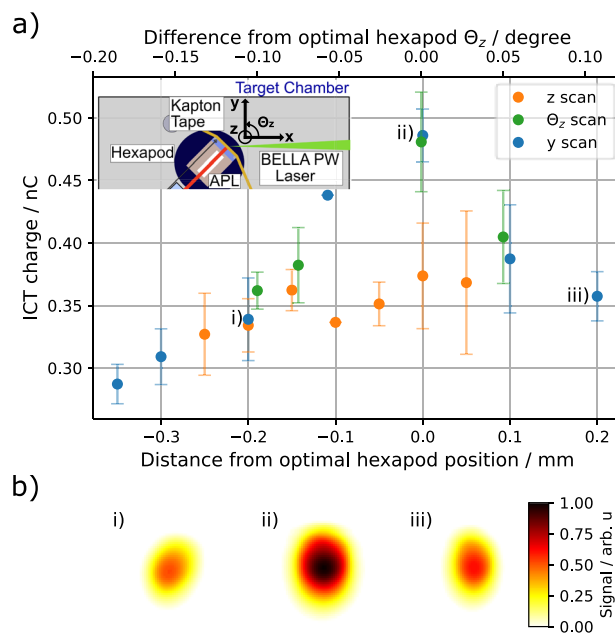 a)
Difference from optimal hexapod Θz / degree
−0.20 −0.15 −0.10 −0.05 0.00 0.05 0.10
Target Chamber
Kapton
Tape
y
Θz
z
x
Hexapod
APL
BELLA PW
Laser
z scan
Θz scan
y scan
ii)
i)
iii)
ICT charge / nC
0.50
0.45
0.40
0.35
0.30
−0.3 −0.2 −0.1 0.0 0.1 0.2
Distance from optimal hexapod position / mm
b)
i) ii) iii)
1.00
0.75
0.50
0.25
0.00
Signal / arb. u